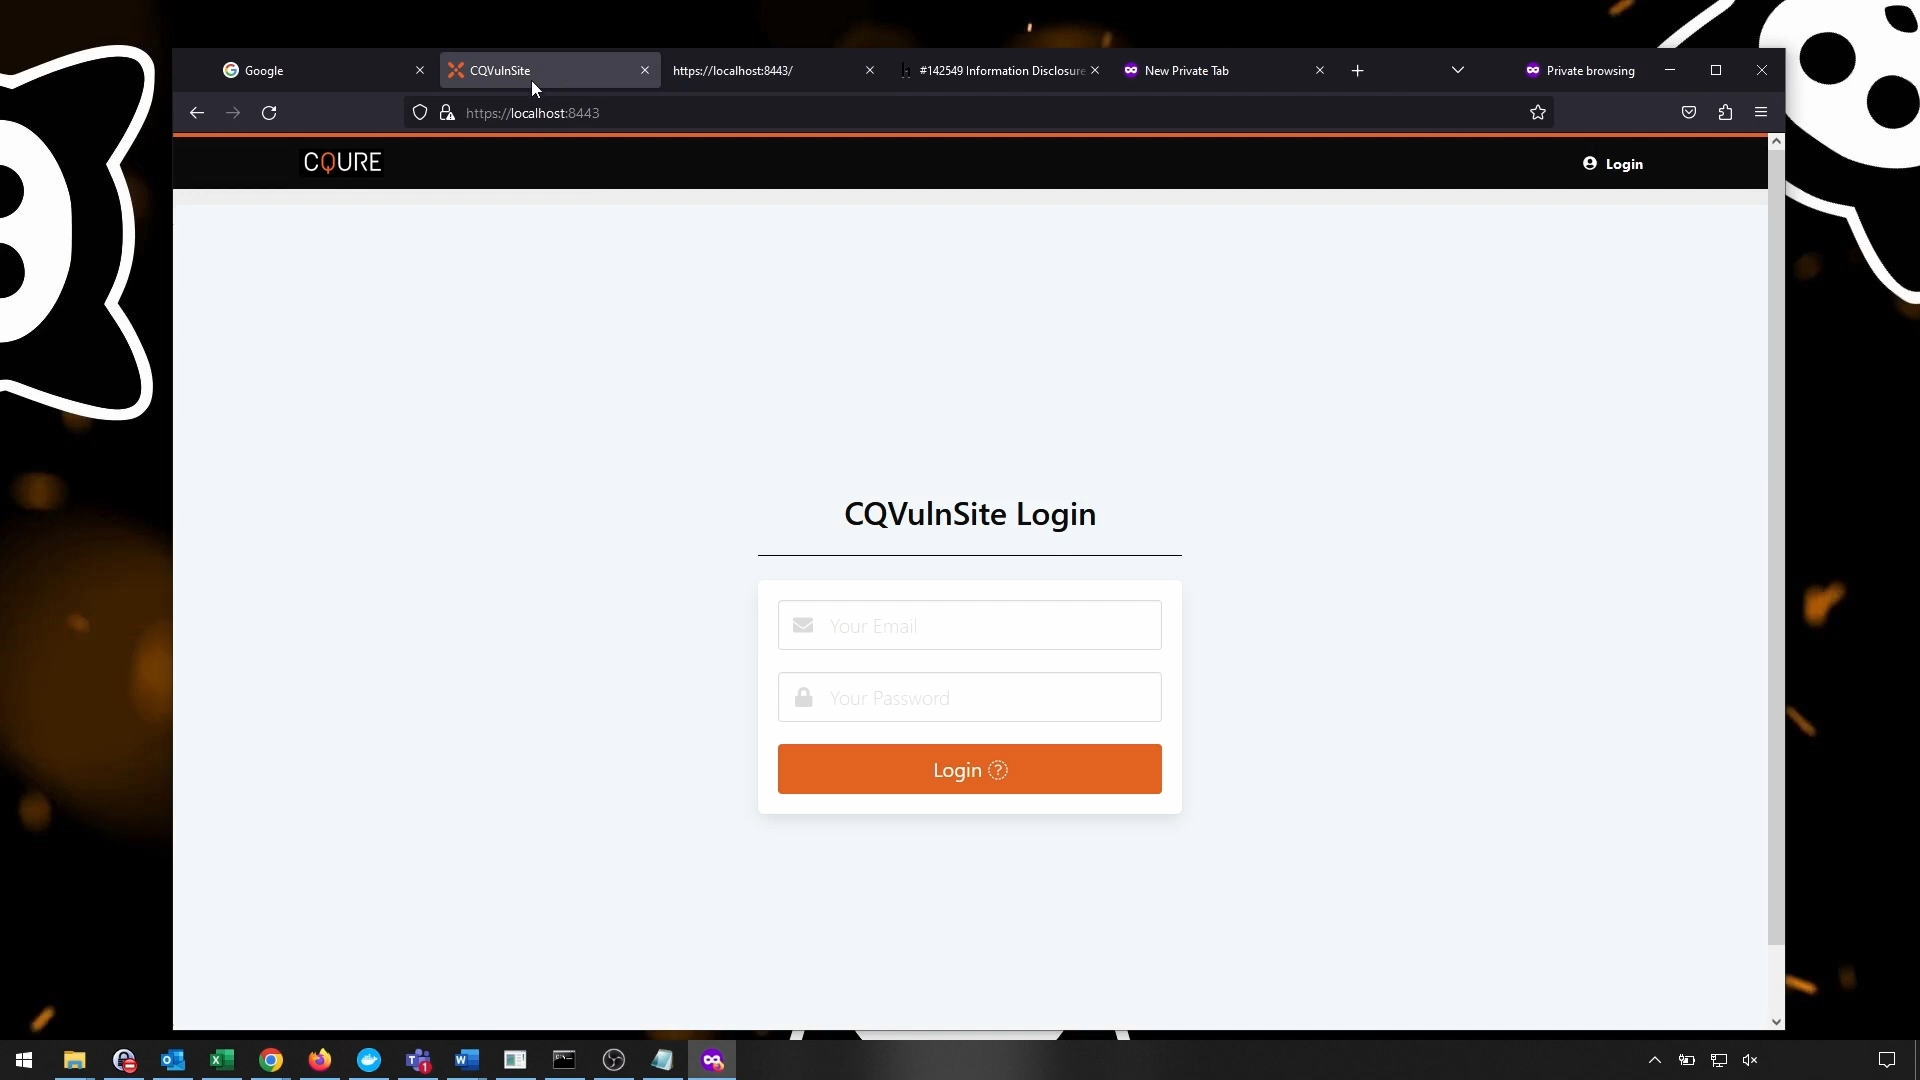 Google
CQVulnSite
https://localhost:8443/
#142549 Information Disclosure
New Private Tab
Private browsing
https://localhost:8443
CQURE
Login
CQVulnSite Login
Your Email
Your Password
Login